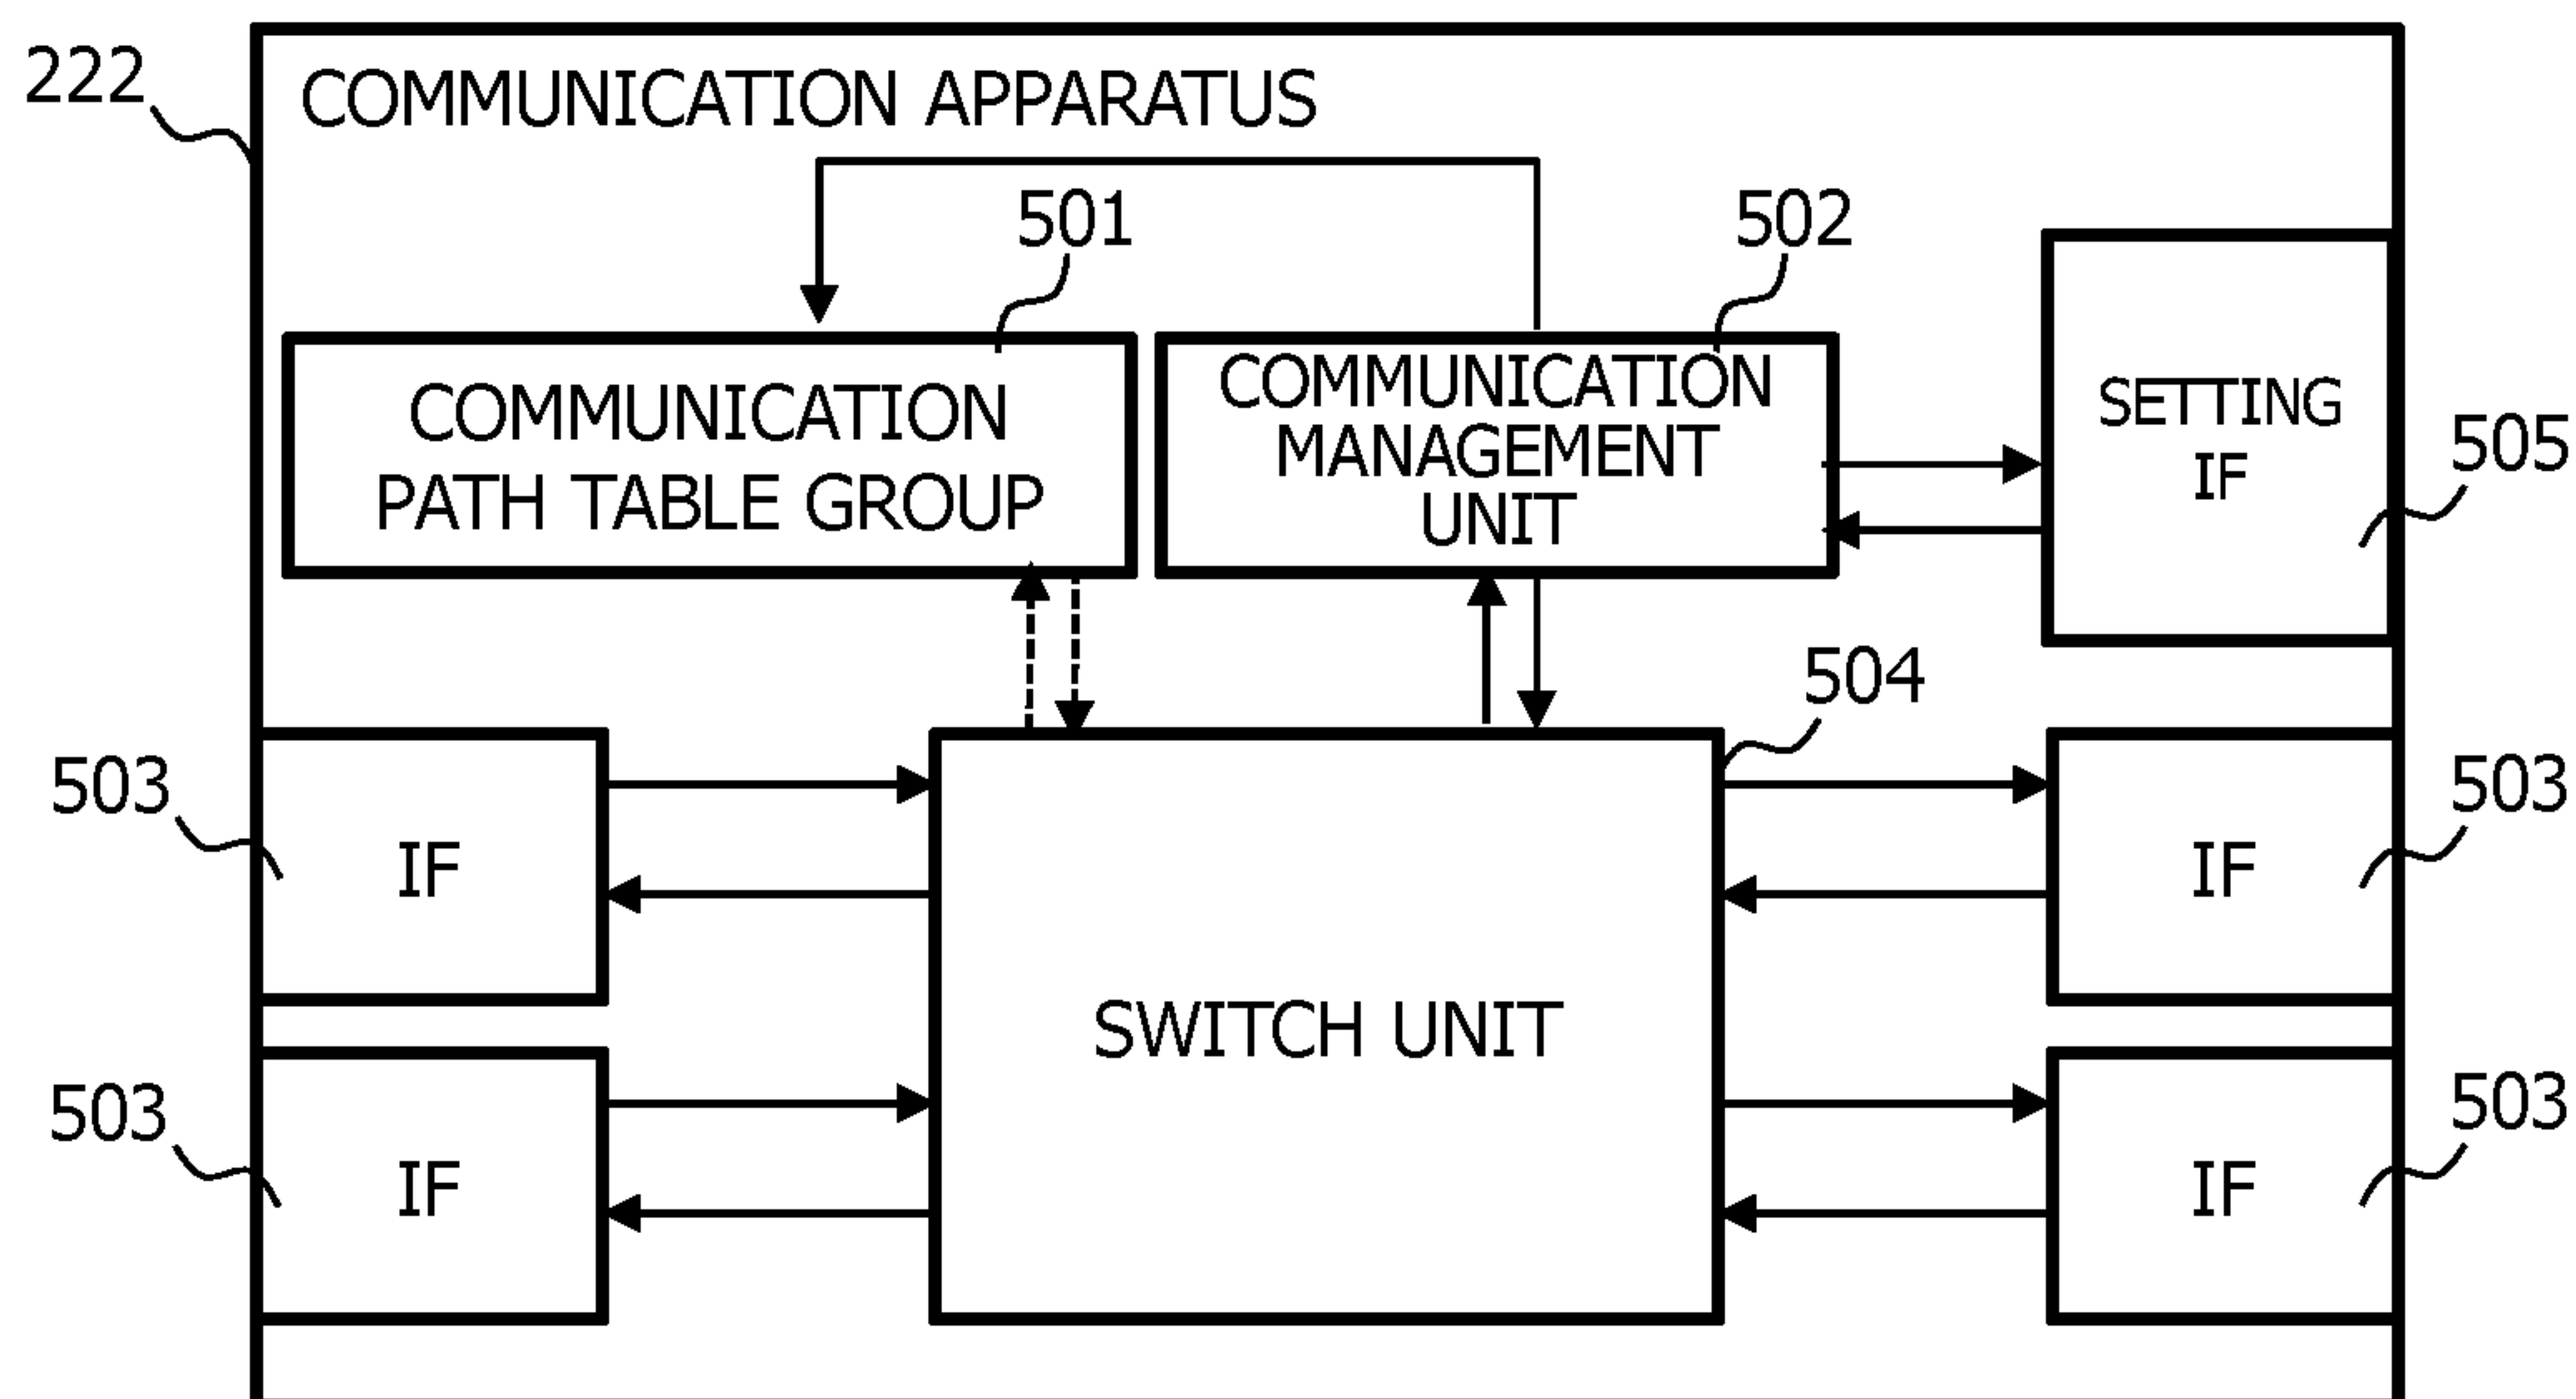 222
COMMUNICATION APPARATUS
501
502
COMMUNICATION
PATH TABLE GROUP
COMMUNICATION
MANAGEMENT
UNIT
SETTING
IF
505
504
503
IF
503
IF
SWITCH UNIT
IF
503
IF
503